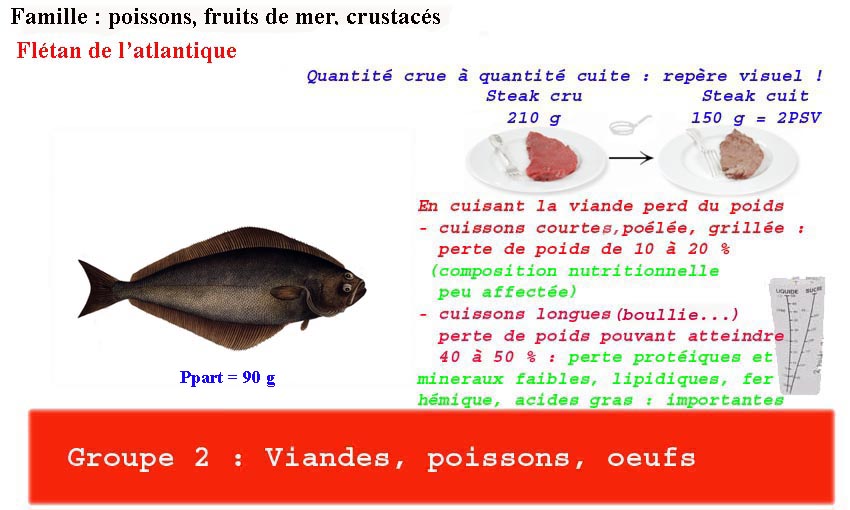 Famille : poissons, fruits de mer, crustacés
Flétan de l’atlantique
Quantité crue à quantité cuite : repère visuel !
Steak cru
210 g
Steak cuit
150 g = 2PSV
En cuisant la viande perd du poids
- cuissons courtes,poélée, grillée :
perte de poids de 10 à 20 %
(composition nutritionnelle
peu affectée)
- cuissons longues(boullie...)
perte de poids pouvant atteindre
40 à 50 % : perte protéiques et
mineraux faibles, lipidiques, fer
hémique, acides gras : importantes
LIQUIDE SUCRE
Ppart = 90 g
Groupe 2 : Viandes, poissons, oeufs